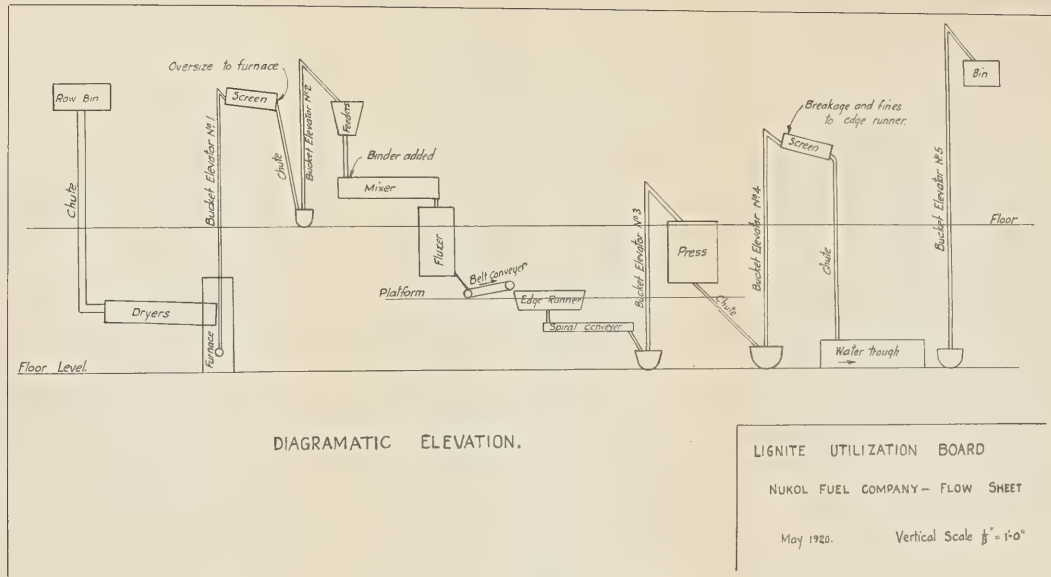 Raw Bin
Chute
Dryers
Furnace
Bucket Elevator No 1
Screen
Oversize to furnace
Chute
Bucket Elevator No 2
Feeders
Binder added
Mixer
Fluxer
Belt Conveyer
Platform
Edge Runner
Spiral Conveyer
Bucket Elevator No 3
Press
Chute
Bucket Elevator No 4
Breakage and fines
to edge runner.
Screen
Chute
Water trough
Bucket Elevator No 5
Bin
Floor
Floor Level.
DIAGRAMATIC ELEVATION.
LIGNITE UTILIZATION BOARD
NUKOL FUEL COMPANY – FLOW SHEET
May 1920. Vertical Scale ⅛" = 1'-0"